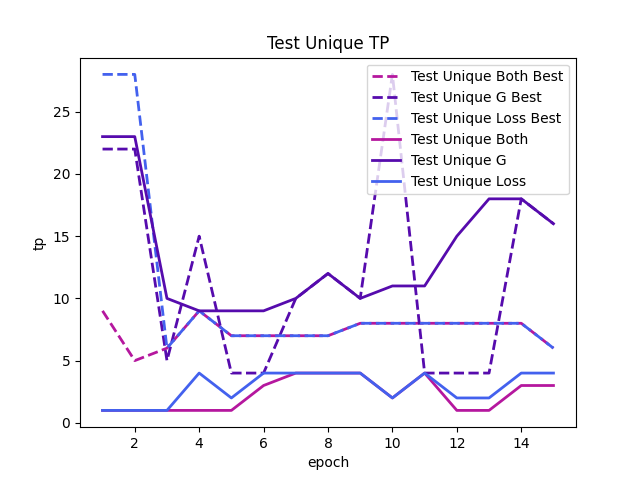 Test Unique TP
Test Unique Both Best
Test Unique G Best
Test Unique Loss Best
Test Unique Both
Test Unique G
Test Unique Loss
25
20
15
10
5
0
tp
2 4 6 8 10 12 14
epoch